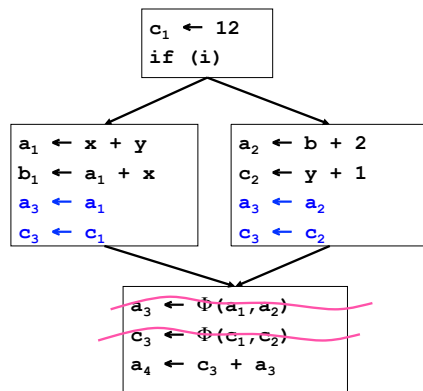 c₁ ← 12
if (i)
a₁ ← x + y
b₁ ← a₁ + x
a₃ ← a₁
c₃ ← c₁
a₂ ← b + 2
c₂ ← y + 1
a₃ ← a₂
c₃ ← c₂
a₃ ← Φ(a₁,a₂)
c₃ ← Φ(c₁,c₂)
a₄ ← c₃ + a₃